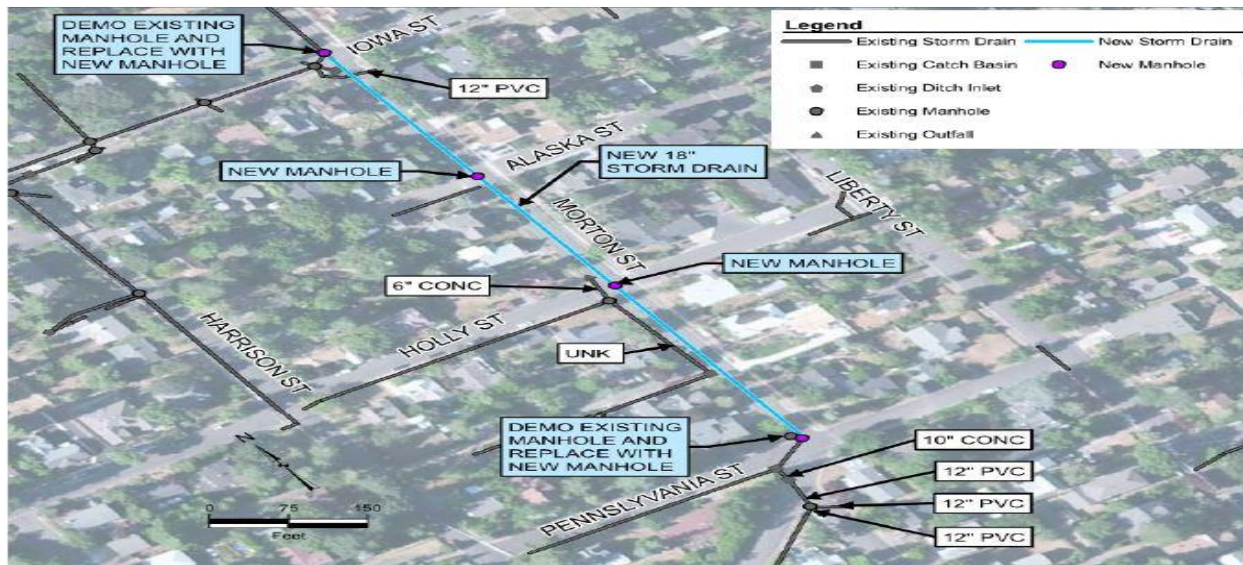 DEMO EXISTING
MANHOLE AND
REPLACE WITH
NEW MANHOLE
IOWA ST
12" PVC
Legend
Existing Storm Drain
New Storm Drain
Existing Catch Basin
New Manhole
Existing Ditch Inlet
Existing Manhole
Existing Outfall
ALASKA ST
NEW MANHOLE
NEW 18"
STORM DRAIN
LIBERTY ST
MORTON ST
NEW MANHOLE
6" CONC
HARRISON ST
HOLLY ST
UNK
DEMO EXISTING
MANHOLE AND
REPLACE WITH
NEW MANHOLE
10" CONC
12" PVC
12" PVC
12" PVC
PENNSLYVANIA ST
N
0 75 150
Feet